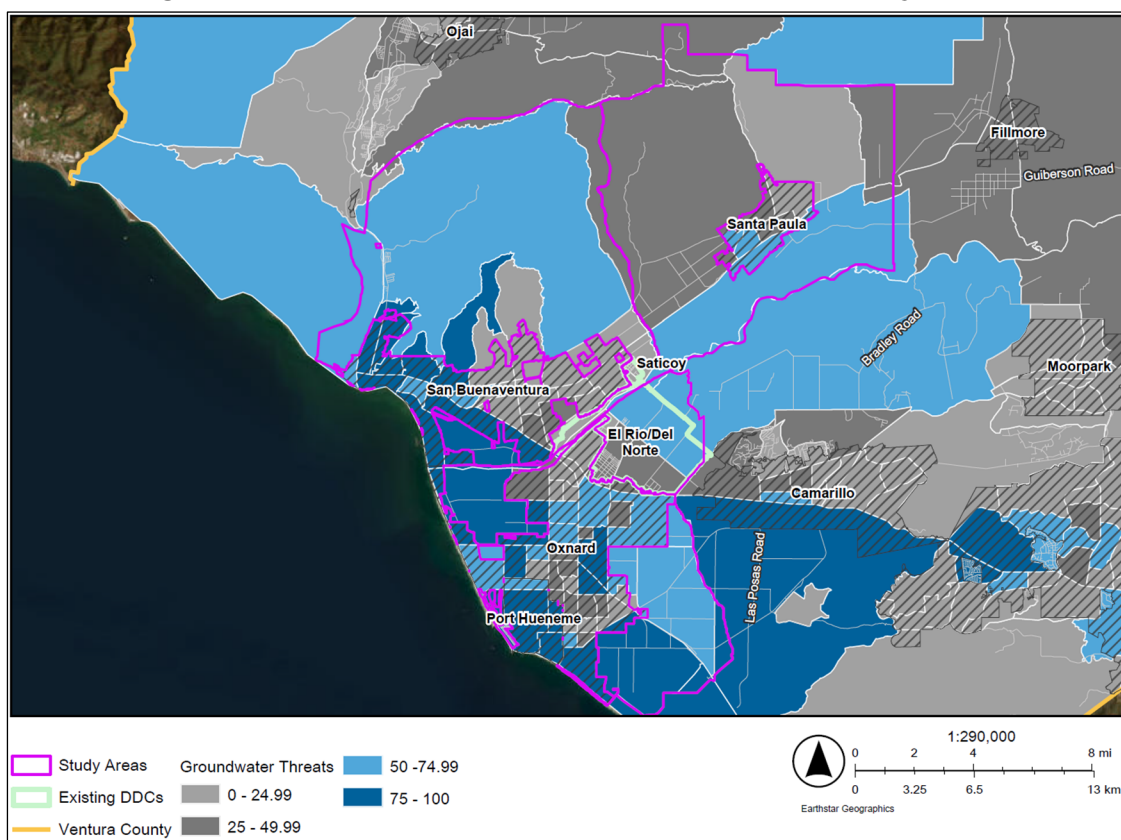 Ojai
Fillmore
Guiberson Road
Santa Paula
Bradley Road
Moorpark
Saticoy
San Buenaventura
El Rio/Del
Norte
Camarillo
Oxnard
Las Posas Road
Port Hueneme
Study Areas
Existing DDCs
Ventura County
Groundwater Threats
0 - 24.99
25 - 49.99
50 -74.99
75 - 100
1:290,000
0 2 4 8 mi
0 3.25 6.5 13 km
Earthstar Geographics